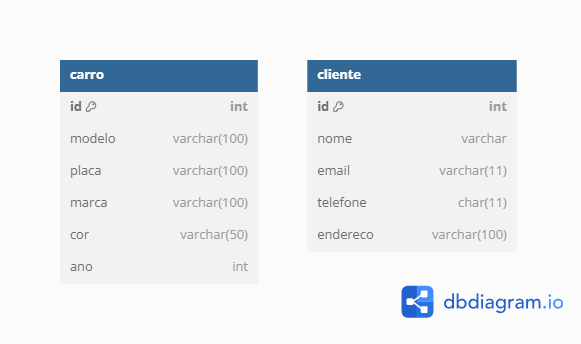 carro
id int
modelo varchar(100)
placa varchar(100)
marca varchar(100)
cor varchar(50)
ano int
cliente
id int
nome varchar
email varchar(11)
telefone char(11)
endereco varchar(100)
dbdiagram.io